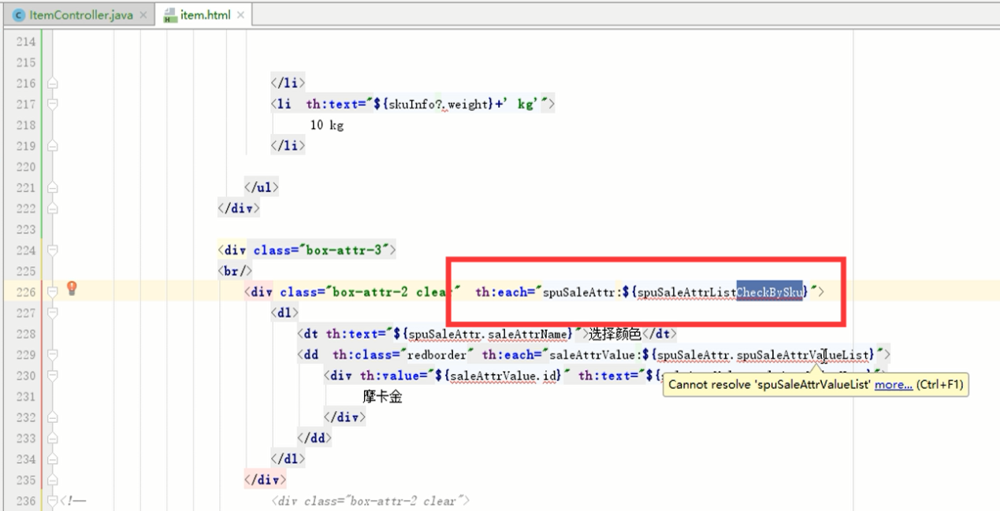 ItemController.java
item.html
214
215
216 </li>
217 <li  th:text="${skuInfo?.weight}+' kg'">
218 10 kg
219 </li>
220
221 </ul>
222 </div>
223
224 <div class="box-attr-3">
225 <br/>
226 <div class="box-attr-2 clear"  th:each="spuSaleAttr:${spuSaleAttrListCheckBySku}">
227 <dl>
228 <dt th:text="${spuSaleAttr.saleAttrName}">选择颜色</dt>
229 <dd  th:class="redborder" th:each="saleAttrValue:${spuSaleAttr.spuSaleAttrValueList}">
230 <div th:value="${saleAttrValue.id}" th:text="${
Cannot resolve 'spuSaleAttrValueList' more... (Ctrl+F1)
231 摩卡金
232 </div>
233 </dd>
234 </dl>
235 </div>
236 <!— <div class="box-attr-2 clear">